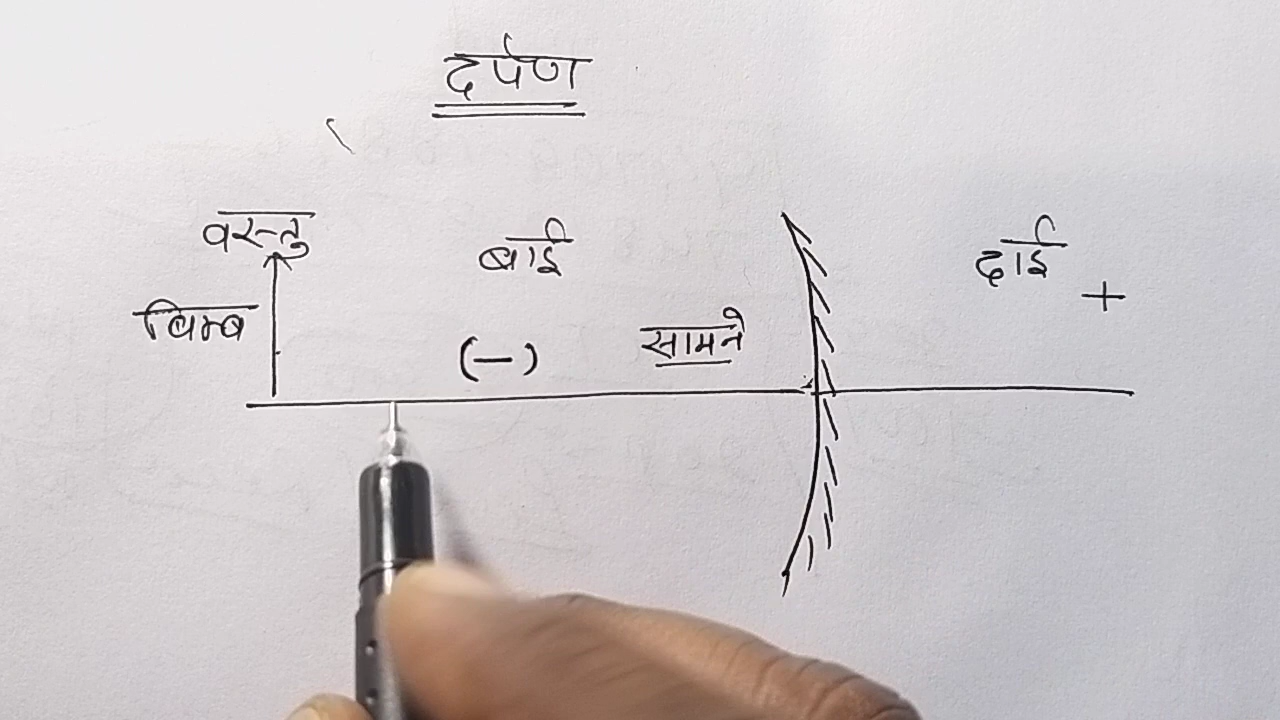 दर्पण
वस्तु
बाई
दाई
+
बिम्ब
(-)
सामने